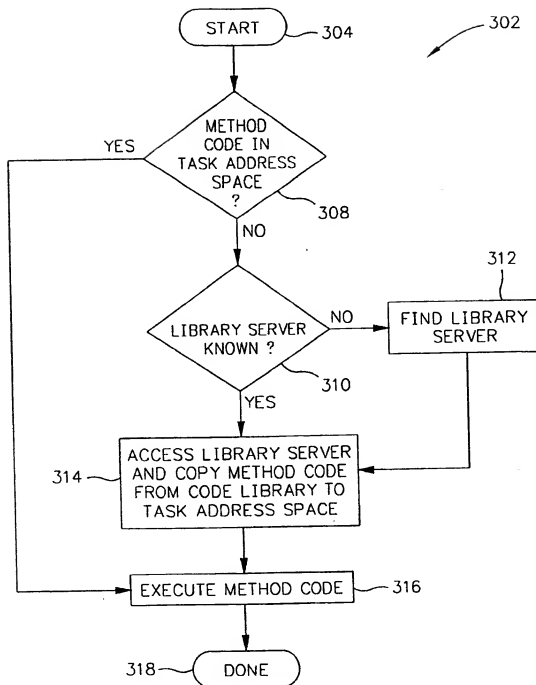 START
304
302
METHOD
CODE IN
TASK ADDRESS
SPACE
?
YES
308
NO
LIBRARY SERVER
KNOWN ?
310
NO
312
FIND LIBRARY
SERVER
YES
314
ACCESS LIBRARY SERVER
AND COPY METHOD CODE
FROM CODE LIBRARY TO
TASK ADDRESS SPACE
EXECUTE METHOD CODE
316
318
DONE